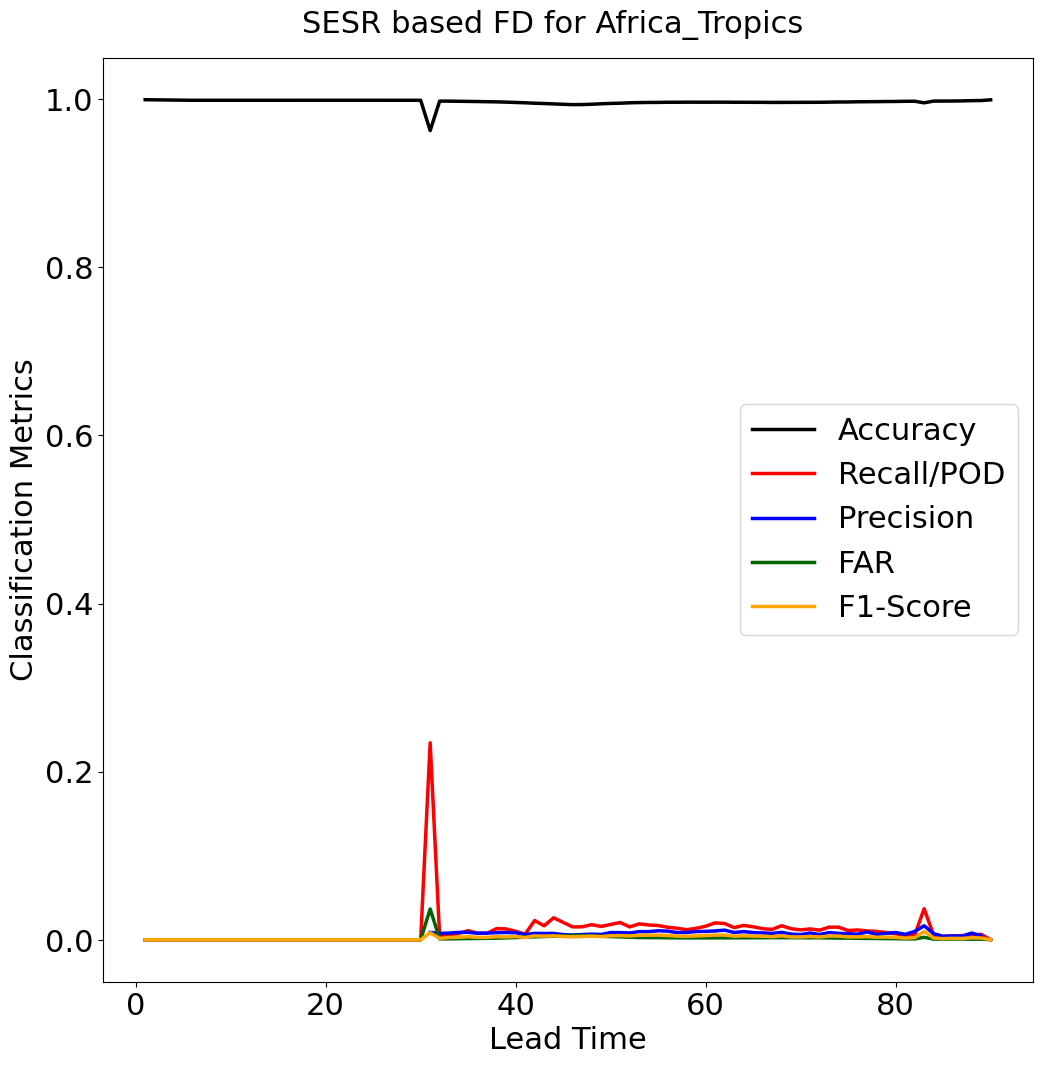 SESR based FD for Africa_Tropics
1.0
0.8
0.6
0.4
0.2
0.0
Classification Metrics
Accuracy
Recall/POD
Precision
FAR
F1-Score
0 20 40 60 80
Lead Time